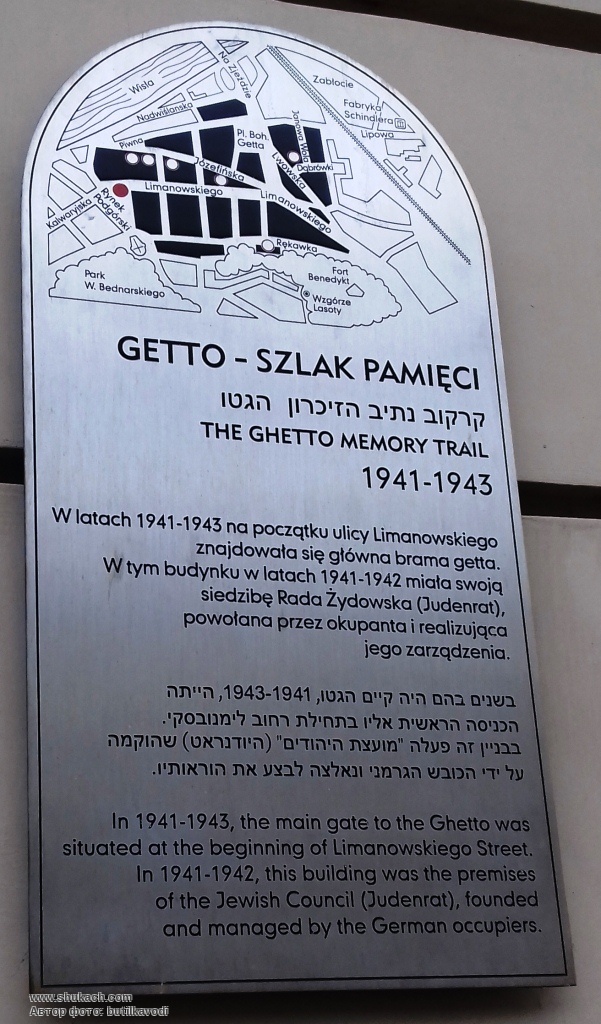 Wisła
Na Zjeździe
Zabłocie
Fabryka
Schindlera
Lipowa
Nadwiślańska
Piwna
Pl. Boh.
Getta
Janowa Wola
Dąbrówki
Lwowska
Józefińska
Limanowskiego
Limanowskiego
Rynek
Podgórski
Kalwaryjska
Rękawka
Park
W. Bednarskiego
Fort
Benedykt
Wzgórze
Lasoty
GETTO – SZLAK PAMIĘCI
קרקוב נתיב הזיכרון הגטו
THE GHETTO MEMORY TRAIL
1941-1943
W latach 1941-1943 na początku ulicy Limanowskiego
znajdowała się główna brama getta.
W tym budynku w latach 1941-1942 miała swoją
siedzibę Rada Żydowska (Judenrat),
powołana przez okupanta i realizująca
jego zarządzenia.
בשנים בהם היה קיים הגטו, 1943-1941, הייתה
הכניסה הראשית אליו בתחילת רחוב לימנובסקי.
בבניין זה פעלה "מועצת היהודים" (היודנראט) שהוקמה
על ידי הכובש הגרמני ונאלצה לבצע את הוראותיו.
In 1941-1943, the main gate to the Ghetto was
situated at the beginning of Limanowskiego Street.
In 1941-1942, this building was the premises
of the Jewish Council (Judenrat), founded
and managed by the German occupiers.
www.shukach.com
Автор фото: butilkavodi